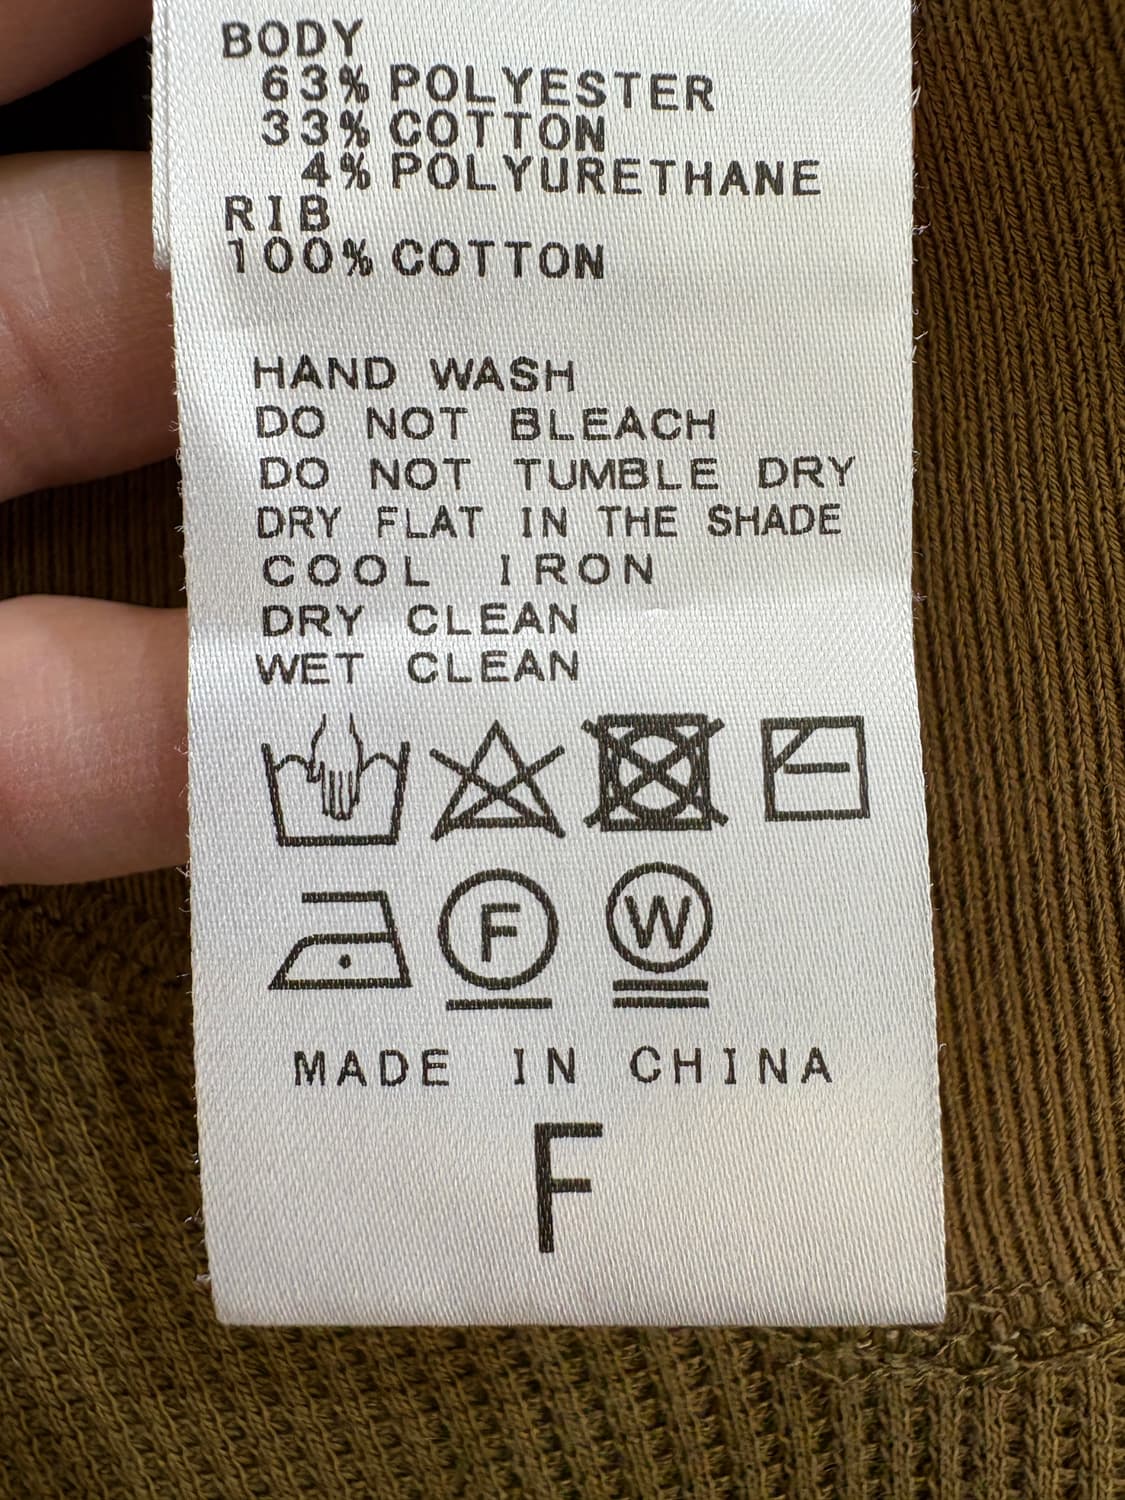 BODY
63% POLYESTER
33% COTTON
4% POLYURETHANE
RIB
100% COTTON
HAND WASH
DO NOT BLEACH
DO NOT TUMBLE DRY
DRY FLAT IN THE SHADE
COOL IRON
DRY CLEAN
WET CLEAN
F W
MADE IN CHINA
F